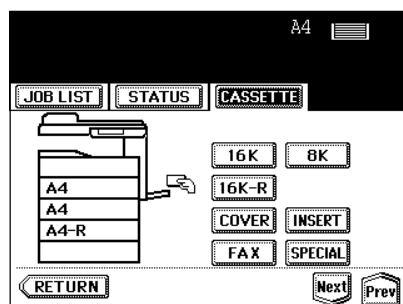 A4
JOB LIST STATUS CASSETTE
16K 8K
A4 16K-R
A4 COVER INSERT
A4-R
FAX SPECIAL
RETURN Next Prev